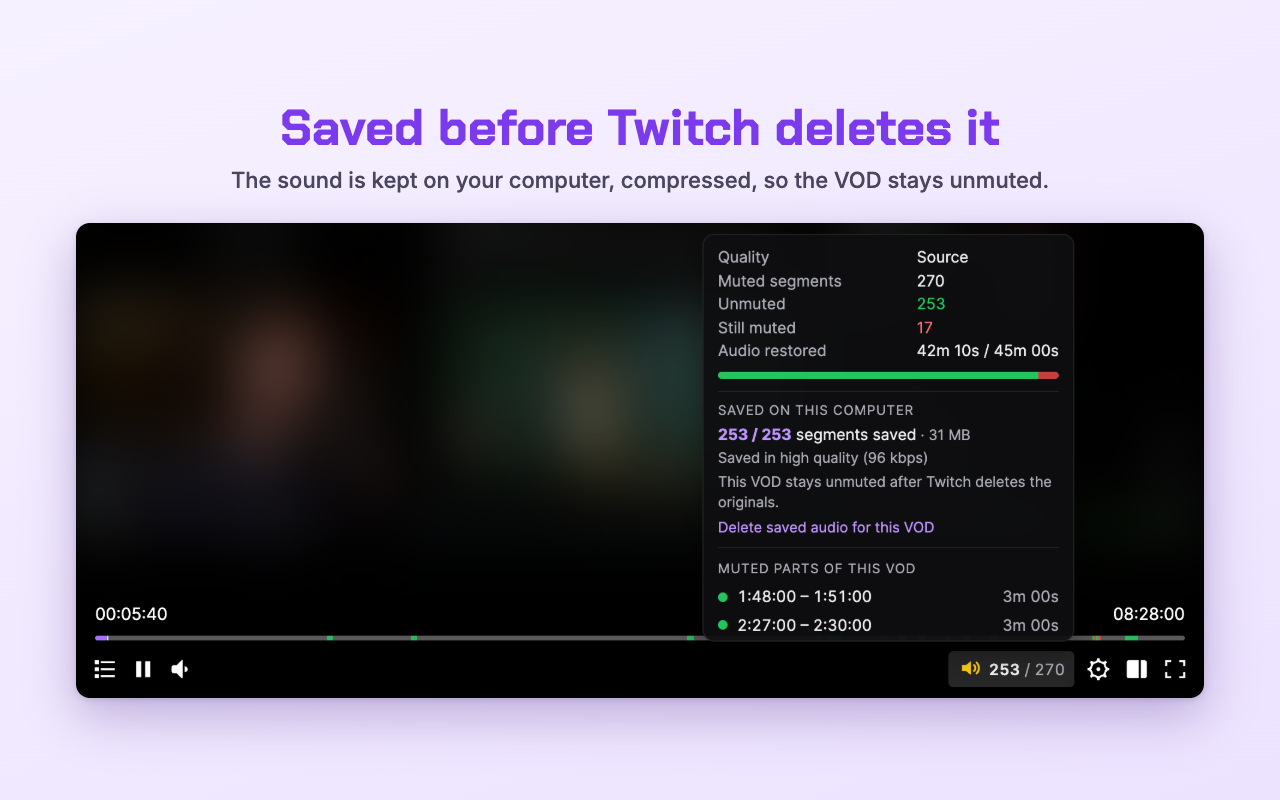 Saved before Twitch deletes it
The sound is kept on your computer, compressed, so the VOD stays unmuted.
Quality Source
Muted segments 270
Unmuted 253
Still muted 17
Audio restored 42m 10s / 45m 00s
SAVED ON THIS COMPUTER
253 / 253 segments saved · 31 MB
Saved in high quality (96 kbps)
This VOD stays unmuted after Twitch deletes the
originals.
Delete saved audio for this VOD
MUTED PARTS OF THIS VOD
1:48:00 – 1:51:00 3m 00s
2:27:00 – 2:30:00 3m 00s
00:05:40 08:28:00
253 / 270